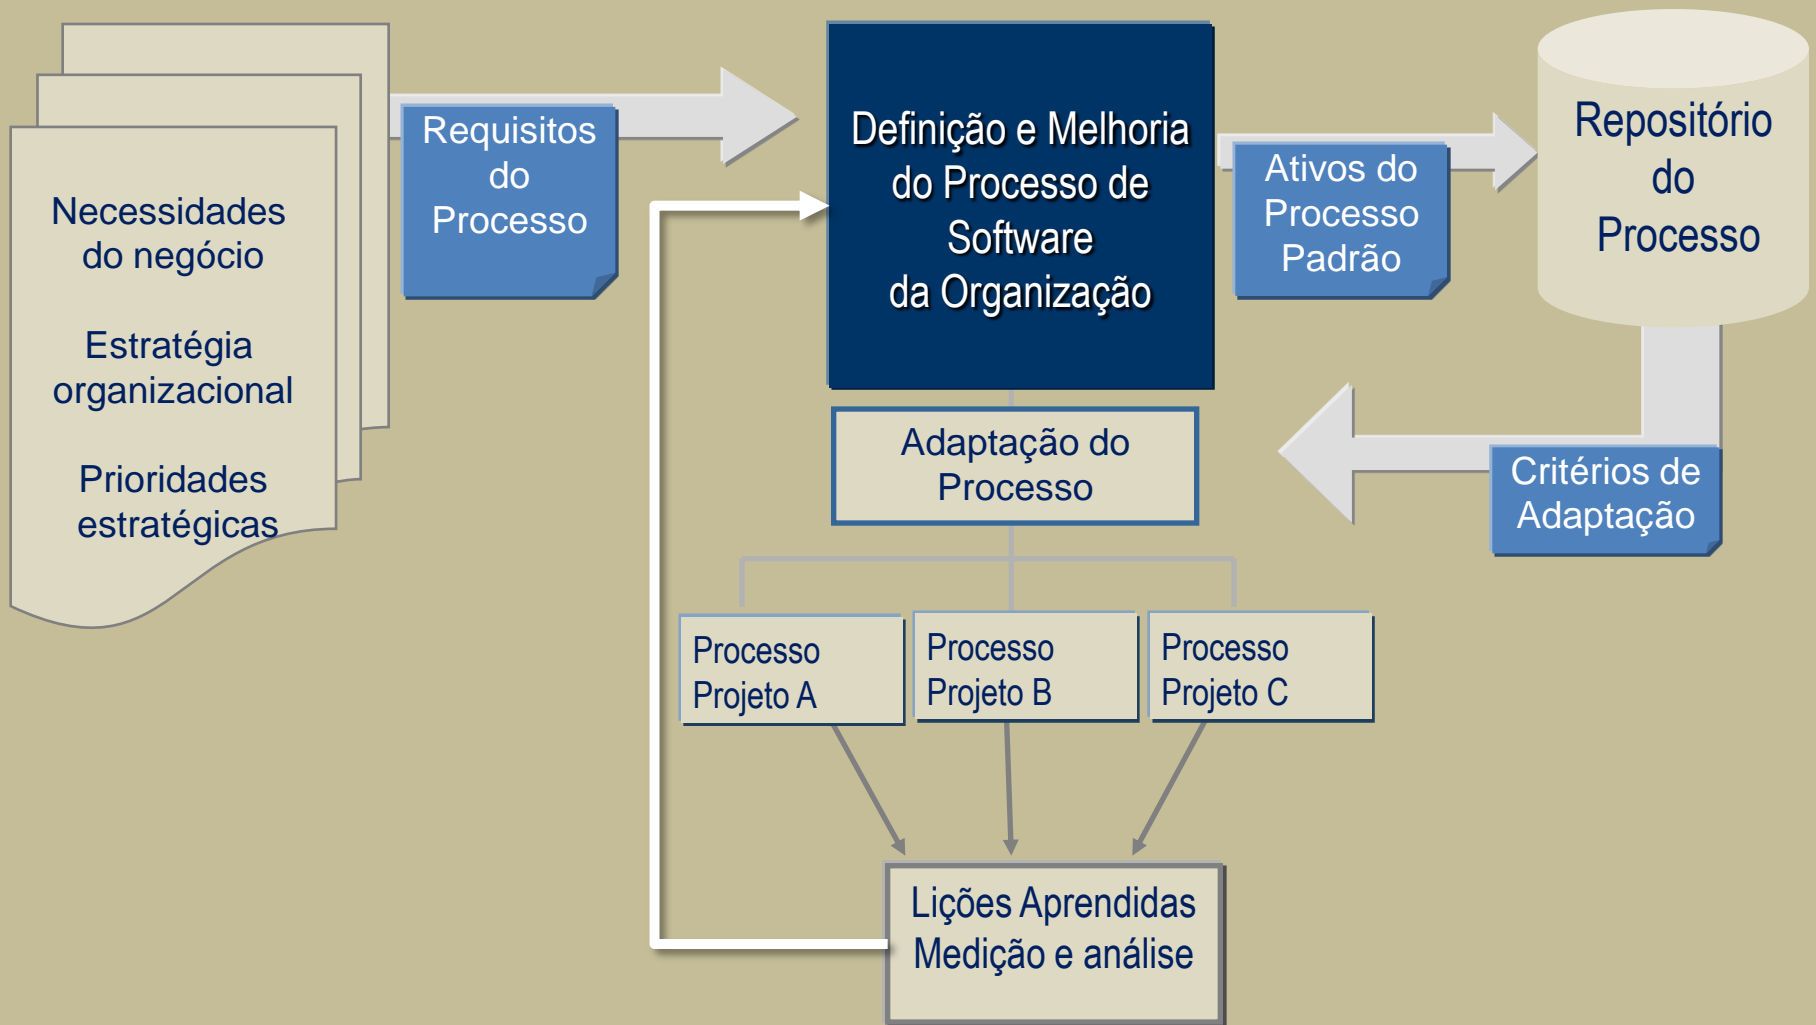 Necessidades
do negócio
Estratégia
organizacional
Prioridades
estratégicas
Requisitos
do
Processo
Definição e Melhoria
do Processo de
Software
da Organização
Ativos do
Processo
Padrão
Repositório
do
Processo
Critérios de
Adaptação
Adaptação do
Processo
Processo
Projeto A
Processo
Projeto B
Processo
Projeto C
Lições Aprendidas
Medição e análise